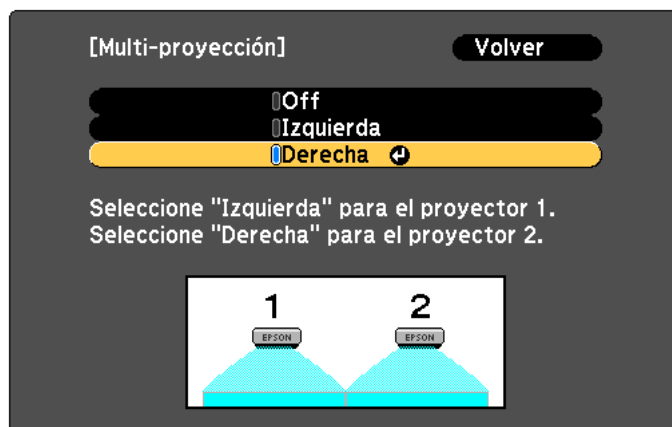 [Multi-proyección] Volver
Off
Izquierda
Derecha
Seleccione "Izquierda" para el proyector 1.
Seleccione "Derecha" para el proyector 2.
1 2
EPSON EPSON